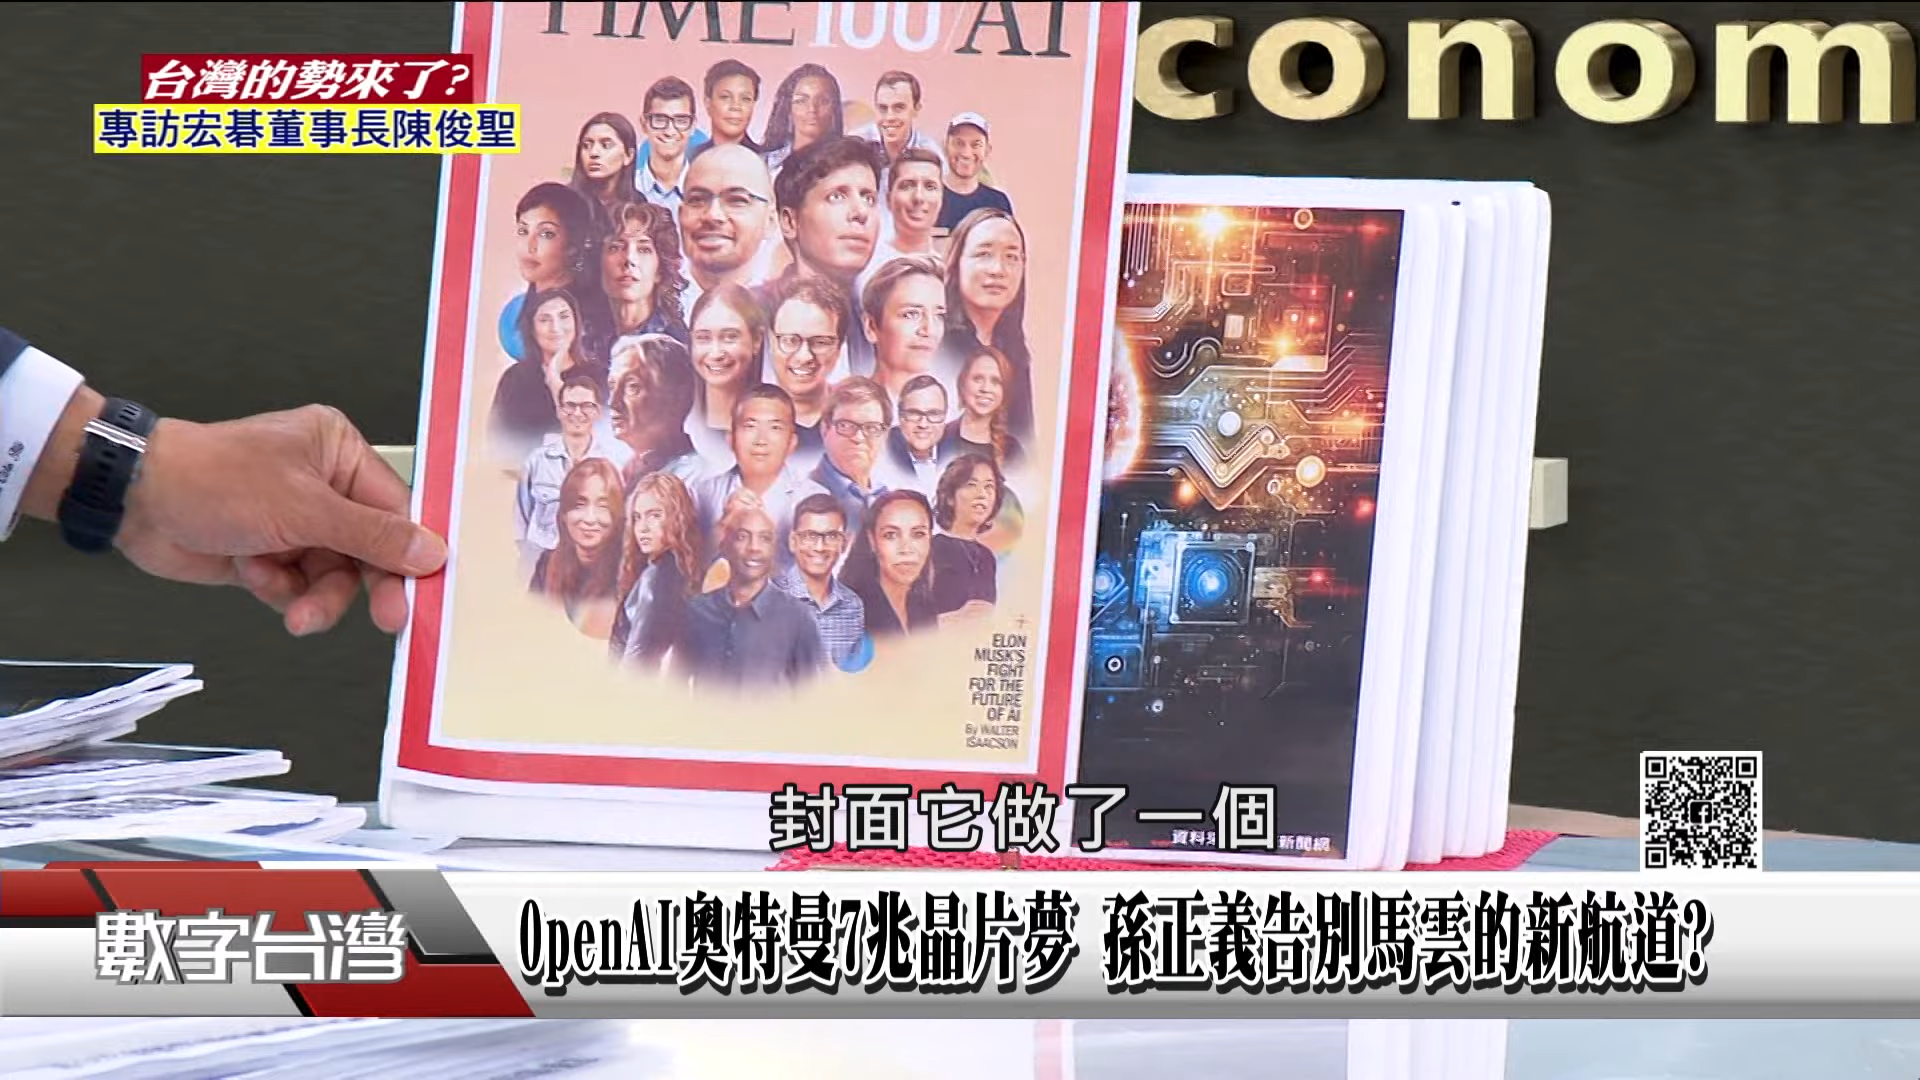 TIME100/AI
conom
台灣的勢來了?
專訪宏碁董事長陳俊聖
ELON
MUSK'S
FIGHT
FOR THE
FUTURE
OF AI
By WALTER
ISAACSON
封面它做了一個
資料
新聞網
數字台灣
OpenAI奧特曼7兆晶片夢 孫正義告別馬雲的新航道?